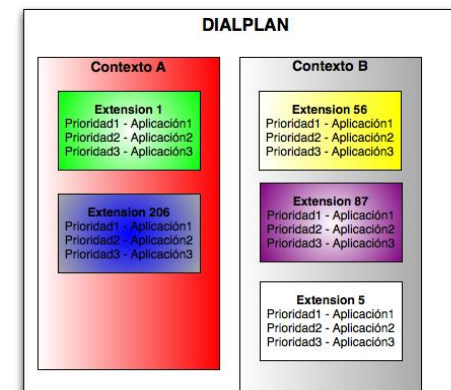 DIALPLAN
Contexto A
Extension 1
Prioridad1 - Aplicación1
Prioridad2 - Aplicación2
Prioridad3 - Aplicación3
Extension 206
Prioridad1 - Aplicación1
Prioridad2 - Aplicación2
Prioridad3 - Aplicación3
Contexto B
Extension 56
Prioridad1 - Aplicación1
Prioridad2 - Aplicación2
Prioridad3 - Aplicación3
Extension 87
Prioridad1 - Aplicación1
Prioridad2 - Aplicación2
Prioridad3 - Aplicación3
Extension 5
Prioridad1 - Aplicación1
Prioridad2 - Aplicación2
Prioridad3 - Aplicación3